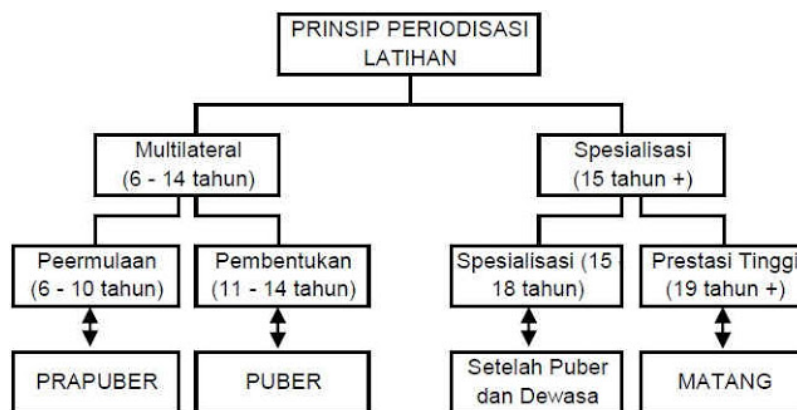 PRINSIP PERIODISASI
LATIHAN
Multilateral
(6 - 14 tahun)
Spesialisasi
(15 tahun +)
Peermulaan
(6 - 10 tahun)
Pembentukan
(11 - 14 tahun)
Spesialisasi (15 -
18 tahun)
Prestasi Tinggi
(19 tahun +)
PRAPUBER
PUBER
Setelah Puber
dan Dewasa
MATANG